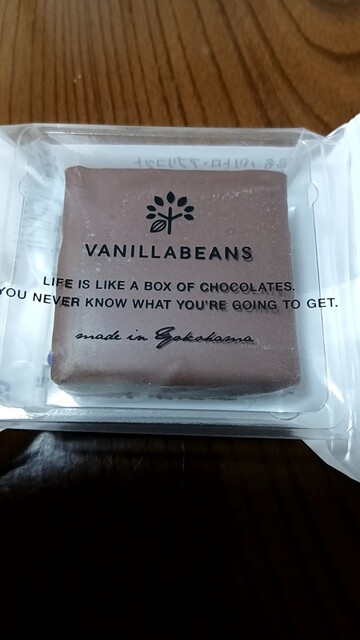 VANILLABEANS
LIFE IS LIKE A BOX OF CHOCOLATES.
YOU NEVER KNOW WHAT YOU'RE GOING TO GET.
made in Yokohama